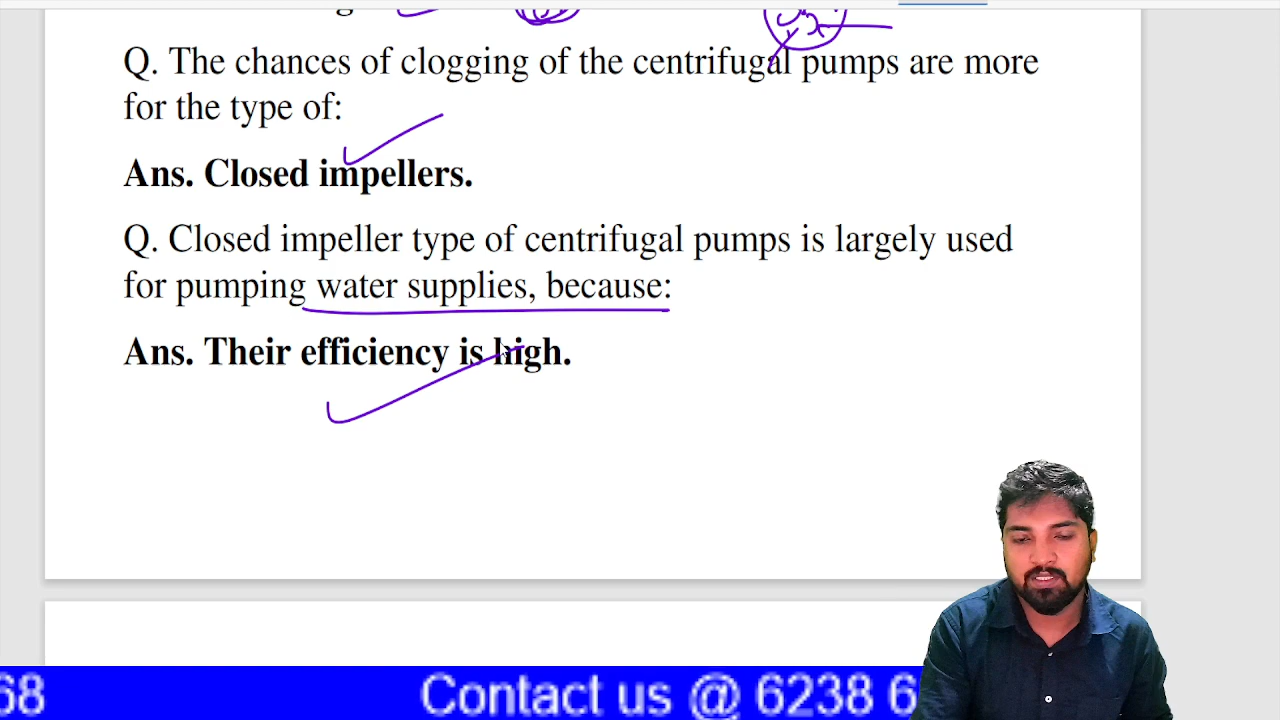 Q. The chances of clogging of the centrifugal pumps are more
for the type of:
Ans. Closed impellers.
Q. Closed impeller type of centrifugal pumps is largely used
for pumping water supplies, because:
Ans. Their efficiency is high.
68 Contact us @ 6238 6